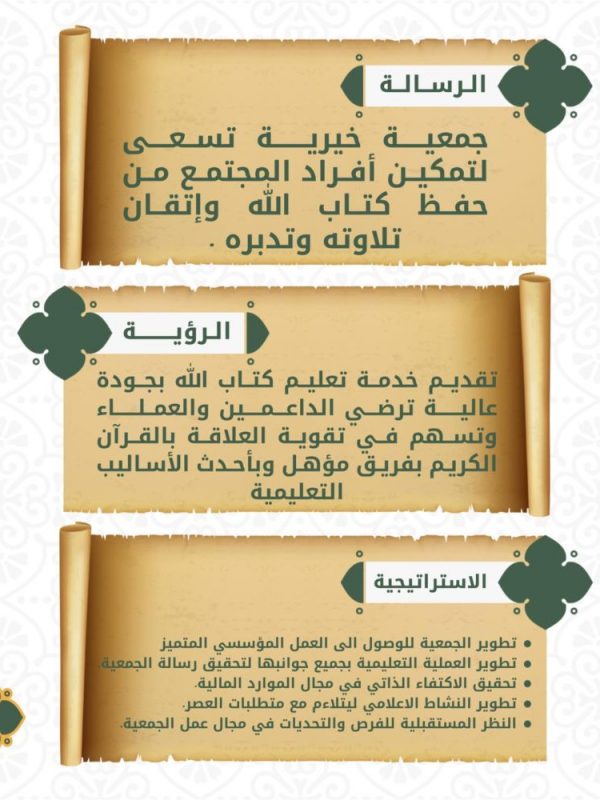 الرسالة
جمعية خيرية تسعى
لتمكين أفراد المجتمع من
حفظ كتاب الله وإتقان
تلاوته وتدبره .
الرؤية
تقديم خدمة تعليم كتاب الله بجودة
عالية ترضي الداعمين والعملاء
وتسهم في تقوية العلاقة بالقرآن
الكريم بفريق مؤهل وبأحدث الأساليب
التعليمية
الاستراتيجية
• تطوير الجمعية للوصول الى العمل المؤسسي المتميز
• تطوير العملية التعليمية بجميع جوانبها لتحقيق رسالة الجمعية.
• تحقيق الاكتفاء الذاتي في مجال الموارد المالية.
• تطوير النشاط الاعلامي ليتلاءم مع متطلبات العصر.
• النظر المستقبلية للفرص والتحديات في مجال عمل الجمعية.